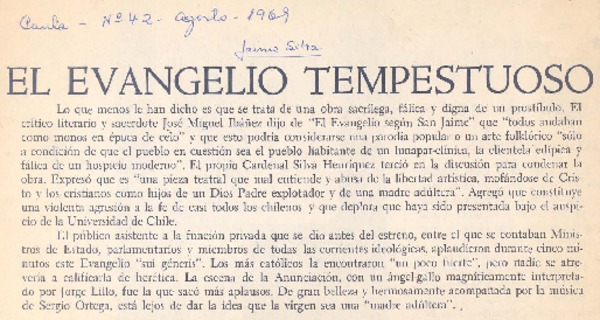 Paula - Nº 42 - agosto - 1969
Jaime Silva
EL EVANGELIO TEMPESTUOSO
Lo que menos le han dicho es que se trata de una obra sacrílega, fálica y digna de un prostíbulo. El
crítico literario y sacerdote José Miguel Ibáñez dijo de "El Evangelio según San Jaime" que "todos andaban
como monos en época de celo" y que esto podría considerarse una parodia popular o un arte folklórico "sólo
a condición de que el pueblo en cuestión sea el pueblo habitante de un lunapar-clínica, la clientela edípica y
fálica de un hospicio moderno". El propio Cardenal Silva Henríquez terció en la discusión para condenar la
obra. Expresó que es "una pieza teatral que mal entiende y abusa de la libertad artística, mofándose de Cris-
to y los cristianos como hijos de un Dios Padre explotador y de una madre adúltera". Agregó que constituye
una violenta agresión a la fe de casi todos los chilenos y que deplora que haya sido presentada bajo el auspi-
cio de la Universidad de Chile.
El público asistente a la función privada que se dio antes del estreno, entre el que se contaban Minis-
tros de Estado, parlamentarios y miembros de todas las corrientes ideológicas, aplaudieron durante cinco mi-
nutos este Evangelio "sui géneris". Los más católicos la encontraron "un poco fuerte", pero nadie se atre-
vería a calificarla de herética. La escena de la Anunciación, con un ángel-gallo magníficamente interpreta-
do por Jorge Lillo, fue la que sacó más aplausos. De gran belleza y hermosamente acompañada por la música
de Sergio Ortega, está lejos de dar la idea que la virgen sea una "madre adúltera".